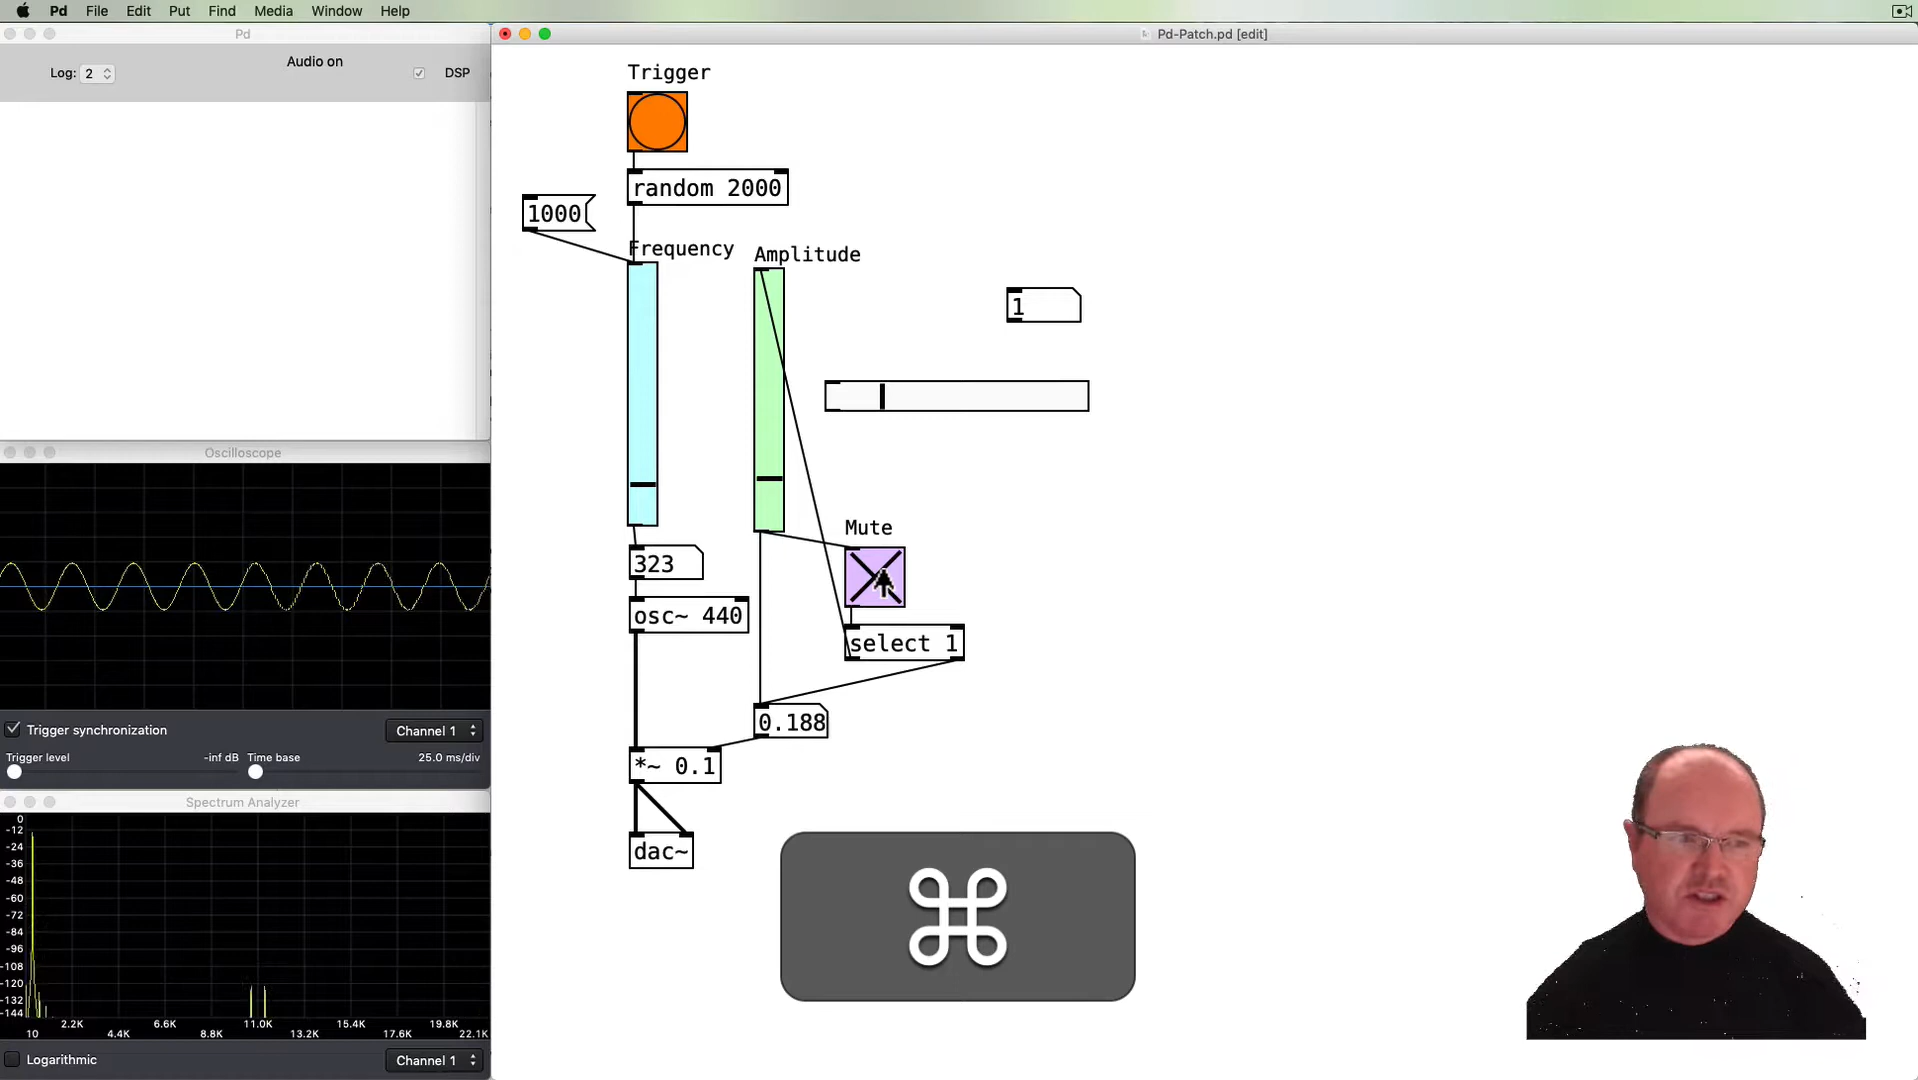 Pd File Edit Put Find Media Window Help
Pd
Pd-Patch.pd [edit]
Log: 2
Audio on
DSP
Trigger
random 2000
1000
Frequency
Amplitude
1
Mute
323
osc~ 440
select 1
0.188
*~ 0.1
dac~
Oscilloscope
Trigger synchronization
Channel 1
Trigger level
-inf dB
Time base
25.0 ms/div
Spectrum Analyzer
0
-12
-24
-36
-48
-60
-72
-84
-96
-108
-120
-132
-144
2.2K 6.6K 11.0K 15.4K 19.8K
10 4.4K 8.8K 13.2K 17.6K 22.1K
Logarithmic
Channel 1